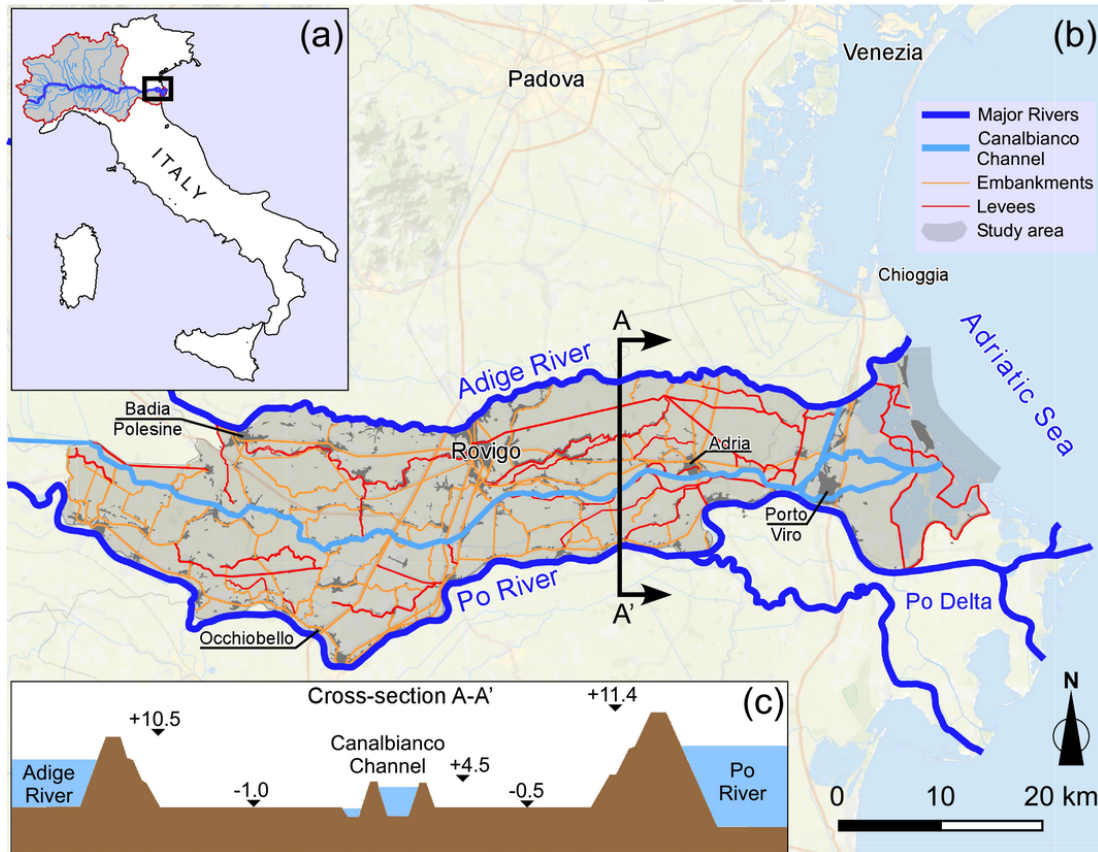 (a)
ITALY
(b)
Venezia
Padova
Major Rivers
Canalbianco
Channel
Embankments
Levees
Study area
Chioggia
Adriatic Sea
A
Adige River
Badia
Polesine
Rovigo
Adria
Porto
Viro
Po River
A'
Po Delta
Occhiobello
N
0 10 20 km
(c)
Cross-section A-A'
+10.5
+11.4
Canalbianco
Channel
Adige
River
-1.0
+4.5
-0.5
Po
River